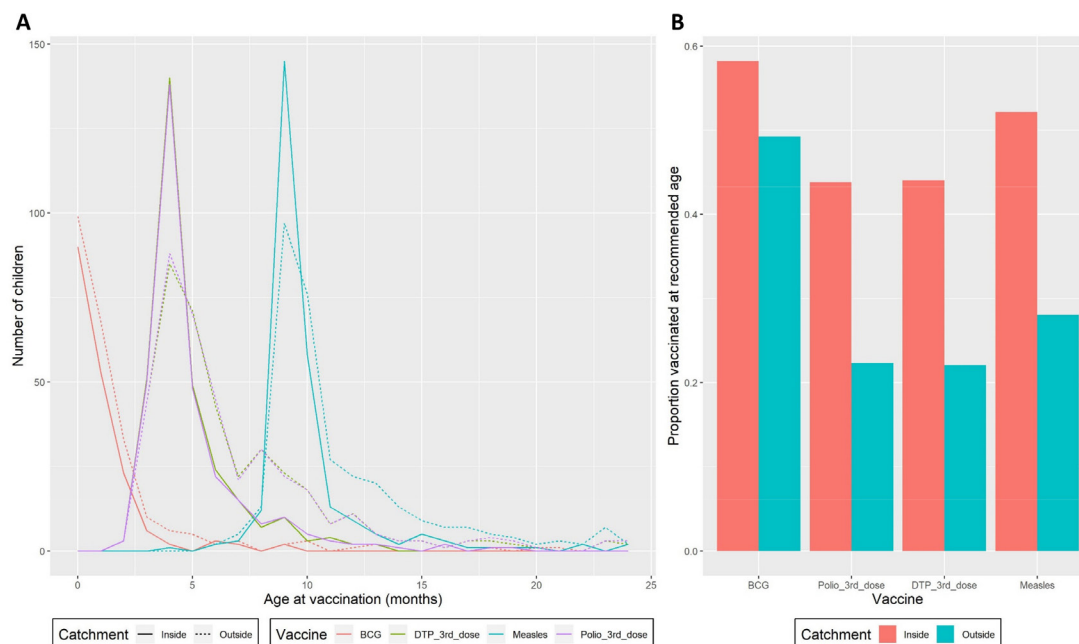 A
150
100
50
0
Number of children
0 5 10 15 20 25
Age at vaccination (months)
Catchment Inside Outside
Vaccine BCG DTP_3rd_dose Measles Polio_3rd_dose
B
0.6
0.4
0.2
0.0
Proportion vaccinated at recommended age
BCG Polio_3rd_dose DTP_3rd_dose Measles
Vaccine
Catchment Inside Outside